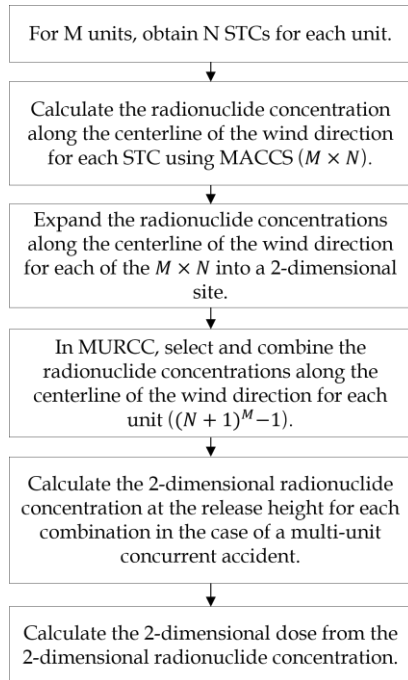 For M units, obtain N STCs for each unit.
Calculate the radionuclide concentration
along the centerline of the wind direction
for each STC using MACCS (M × N).
Expand the radionuclide concentrations
along the centerline of the wind direction
for each of the M × N into a 2-dimensional
site.
In MURCC, select and combine the
radionuclide concentrations along the
centerline of the wind direction for each
unit ((N + 1)^M − 1).
Calculate the 2-dimensional radionuclide
concentration at the release height for each
combination in the case of a multi-unit
concurrent accident.
Calculate the 2-dimensional dose from the
2-dimensional radionuclide concentration.